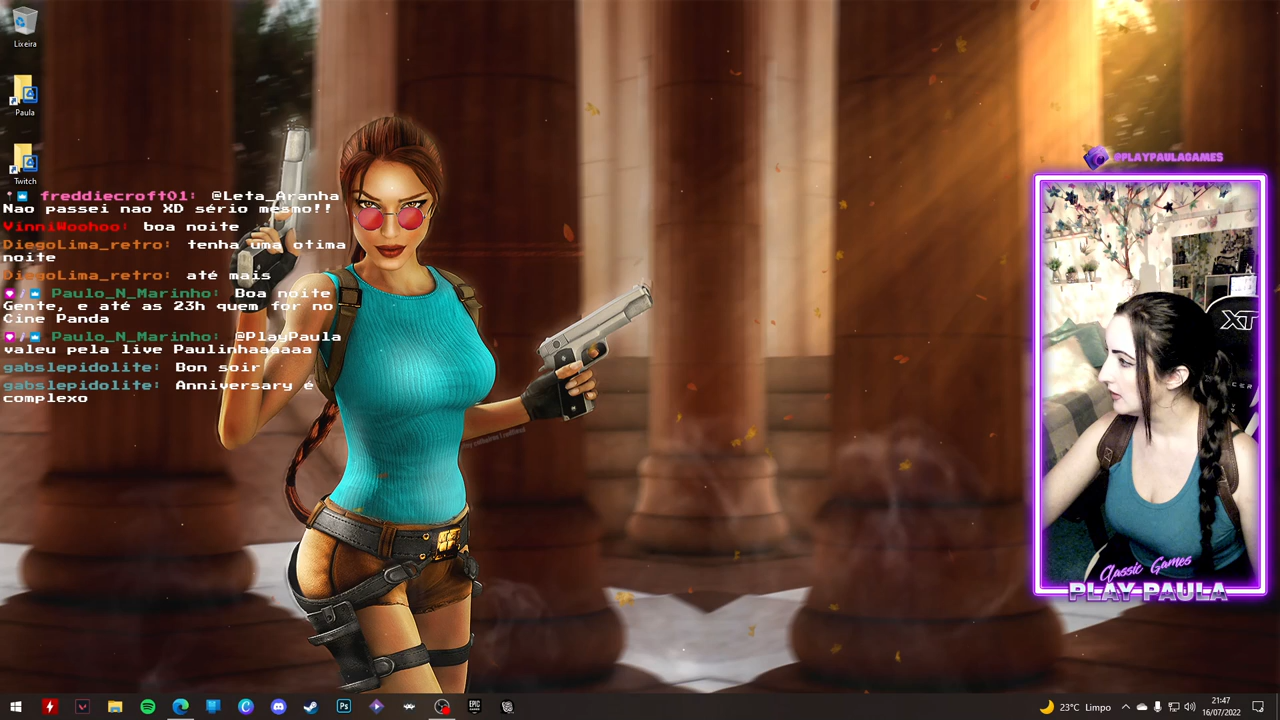 Lixeira
Paula
Twitch
freddiecroft01: @Leta_Aranha
Nao passei nao XD sério mesmo!!
VinniWoohoo: boa noite
DiegoLima_retro: tenha uma otima
noite
DiegoLima_retro: até mais
Paulo_N_Marinho: Boa noite
Gente, e até as 23h quem for no
Cine Panda
Paulo_N_Marinho: @PlayPaula
valeu pela live Paulinhaaaaaa
gabslepidolite: Bon soir
gabslepidolite: Anniversary é
complexo
@PLAYPAULAGAMES
XT
Classic Games
PLAY PAULA
Ps
EPIC
23°C Limpo
21:47
16/07/2022